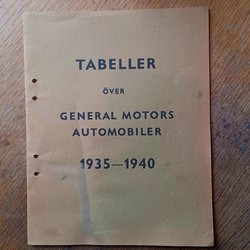 TABELLER
ÖVER
GENERAL MOTORS
AUTOMOBILER
1935—1940